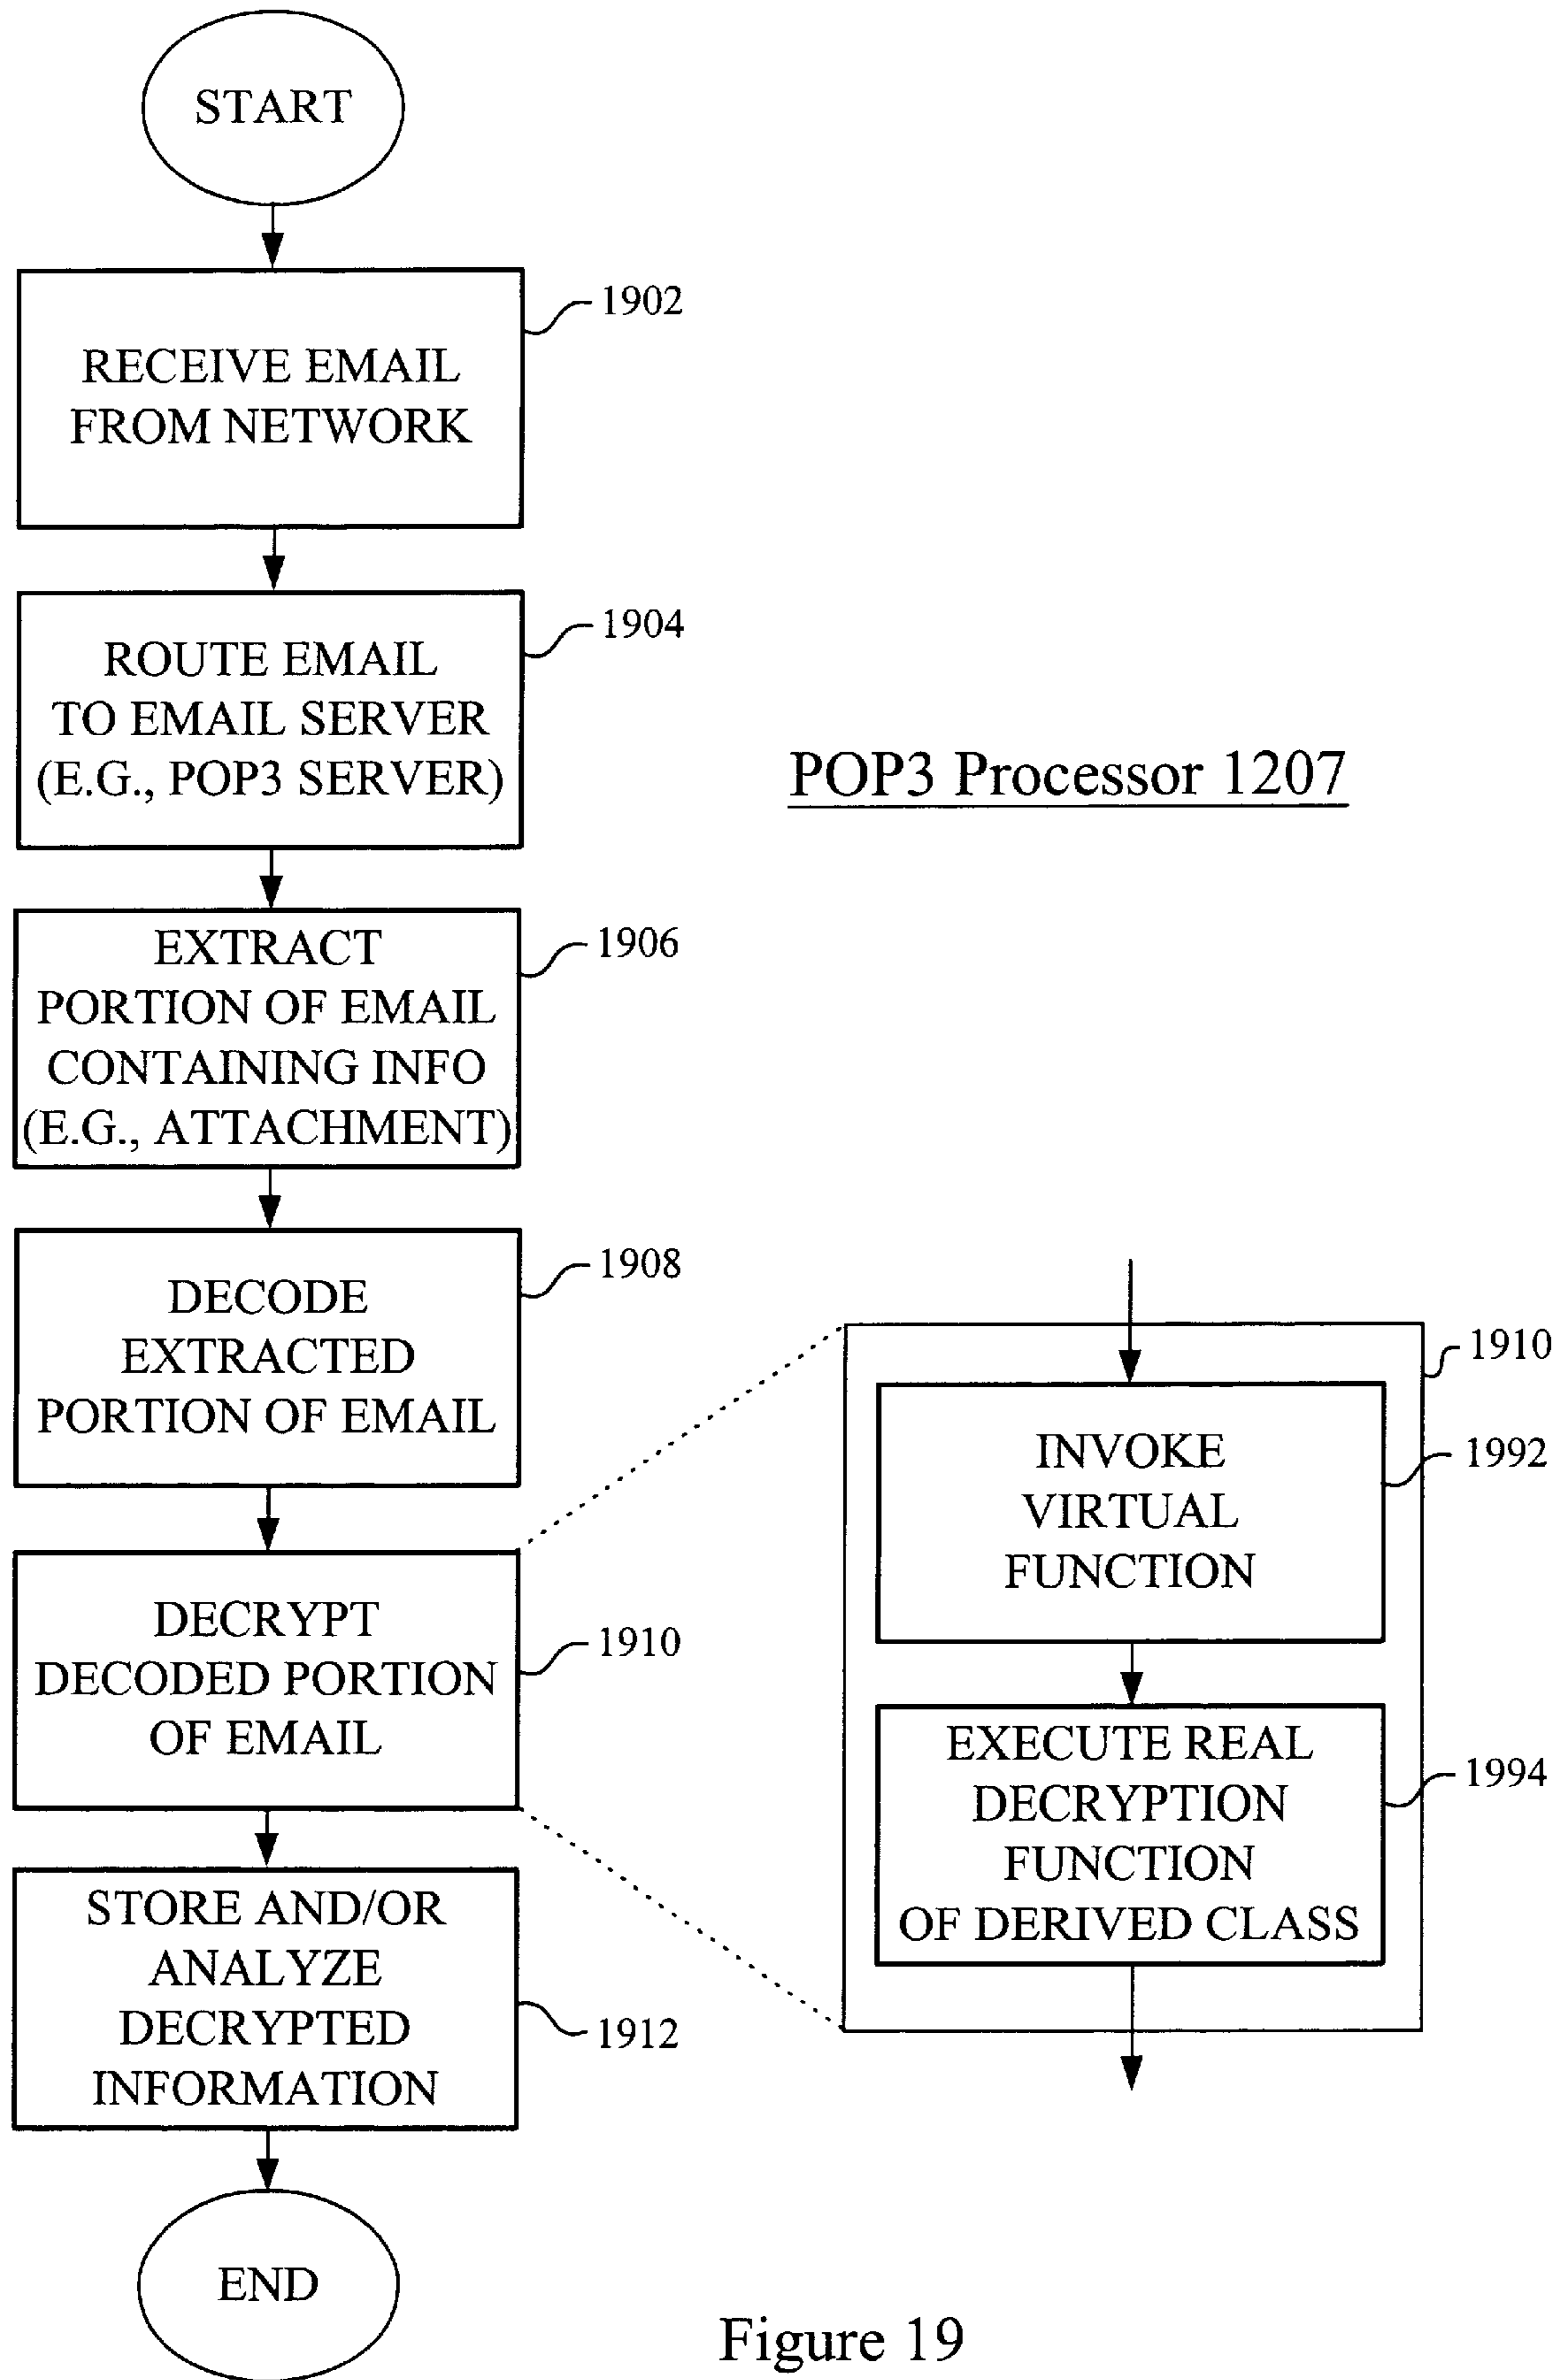 START
1902
RECEIVE EMAIL
FROM NETWORK
1904
ROUTE EMAIL
TO EMAIL SERVER
(E.G., POP3 SERVER)
POP3 Processor 1207
1906
EXTRACT
PORTION OF EMAIL
CONTAINING INFO
(E.G., ATTACHMENT)
1908
DECODE
EXTRACTED
PORTION OF EMAIL
1910
DECRYPT
DECODED PORTION
OF EMAIL
1910
INVOKE
VIRTUAL
FUNCTION
1992
EXECUTE REAL
DECRYPTION
FUNCTION
OF DERIVED CLASS
1994
STORE AND/OR
ANALYZE
DECRYPTED
INFORMATION
1912
END
Figure 19